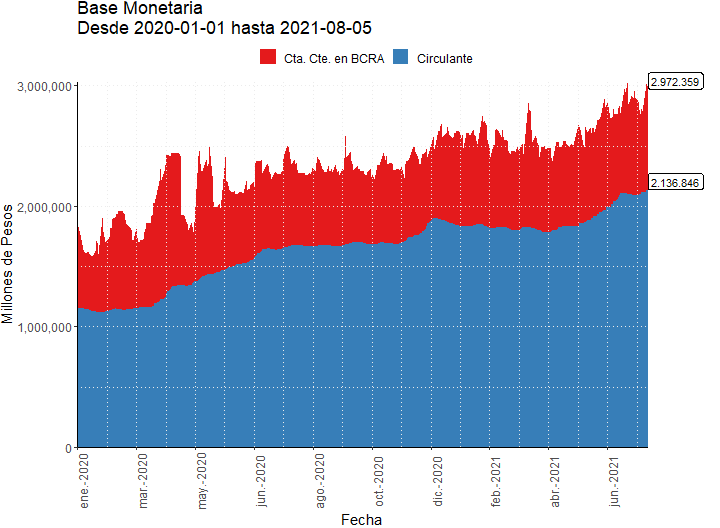 Base Monetaria
Desde 2020-01-01 hasta 2021-08-05
Cta. Cte. en BCRA
Circulante
Millones de Pesos
3,000,000
2,000,000
1,000,000
0
2.972.359
2.136.846
ene.-2020
mar.-2020
may.-2020
jun.-2020
ago.-2020
oct.-2020
dic.-2020
feb.-2021
abr.-2021
jun.-2021
Fecha